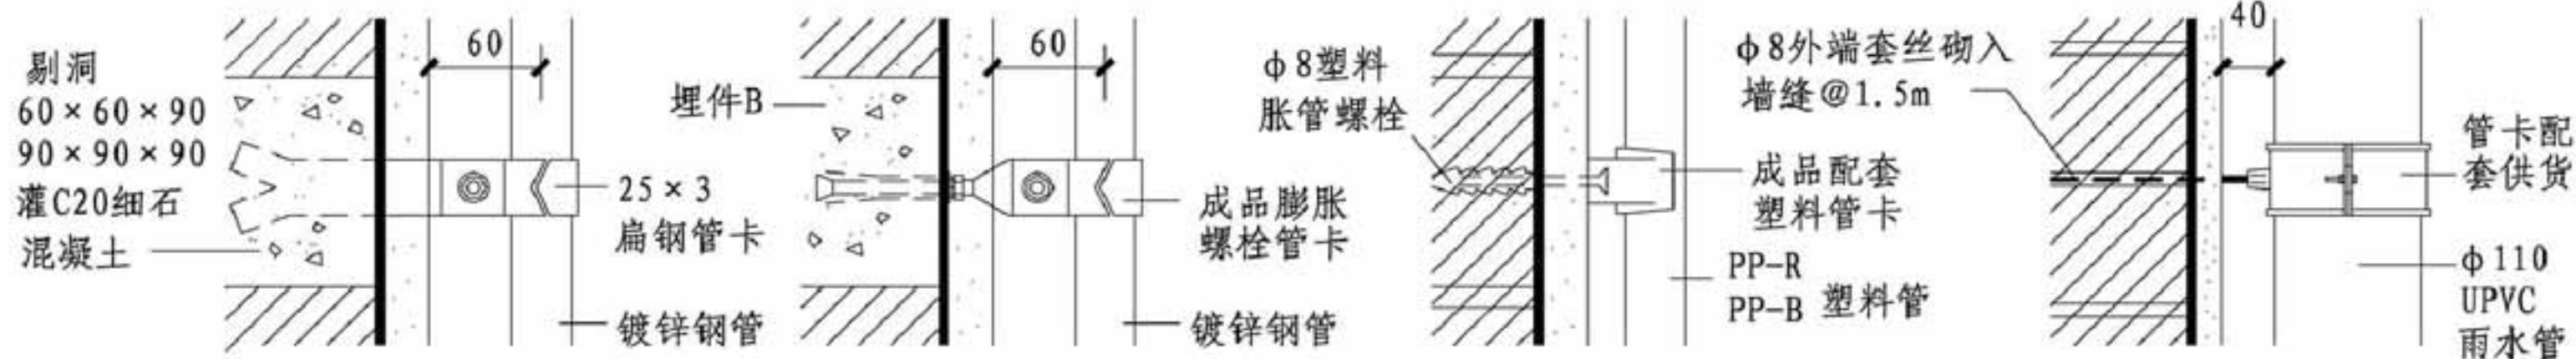 剔洞
60×60×90
90×90×90
灌C20细石
混凝土
60
25×3
扁钢管卡
镀锌钢管
埋件B
60
成品膨胀
螺栓管卡
镀锌钢管
φ8塑料
胀管螺栓
成品配套
塑料管卡
PP-R
PP-B 塑料管
φ8外端套丝砌入
墙缝@1.5m
40
管卡配
套供货
φ110
UPVC
雨水管